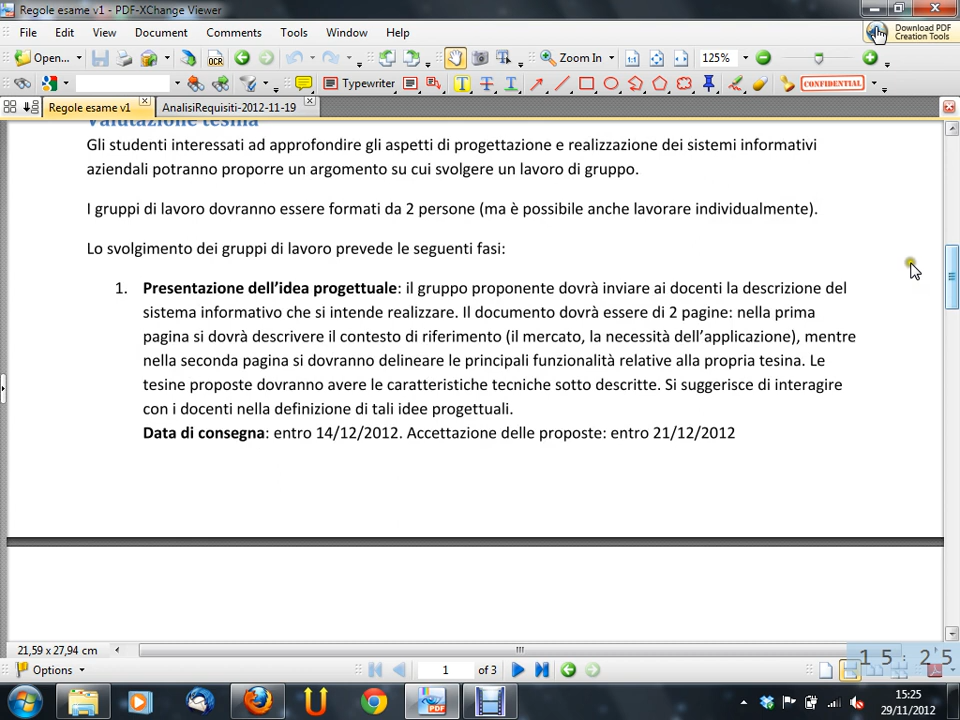 Regole esame v1 - PDF-XChange Viewer
File Edit View Document Comments Tools Window Help
Download PDF
Creation Tools
Open... OCR Zoom In 125%
Typewriter CONFIDENTIAL
Regole esame v1 AnalisiRequisiti-2012-11-19
Valutazione tesina
Gli studenti interessati ad approfondire gli aspetti di progettazione e realizzazione dei sistemi informativi
aziendali potranno proporre un argomento su cui svolgere un lavoro di gruppo.
I gruppi di lavoro dovranno essere formati da 2 persone (ma è possibile anche lavorare individualmente).
Lo svolgimento dei gruppi di lavoro prevede le seguenti fasi:
1. Presentazione dell’idea progettuale: il gruppo proponente dovrà inviare ai docenti la descrizione del
sistema informativo che si intende realizzare. Il documento dovrà essere di 2 pagine: nella prima
pagina si dovrà descrivere il contesto di riferimento (il mercato, la necessità dell’applicazione), mentre
nella seconda pagina si dovranno delineare le principali funzionalità relative alla propria tesina. Le
tesine proposte dovranno avere le caratteristiche tecniche sotto descritte. Si suggerisce di interagire
con i docenti nella definizione di tali idee progettuali.
Data di consegna: entro 14/12/2012. Accettazione delle proposte: entro 21/12/2012
21,59 x 27,94 cm
15:25
Options 1 of 3
15:25
29/11/2012